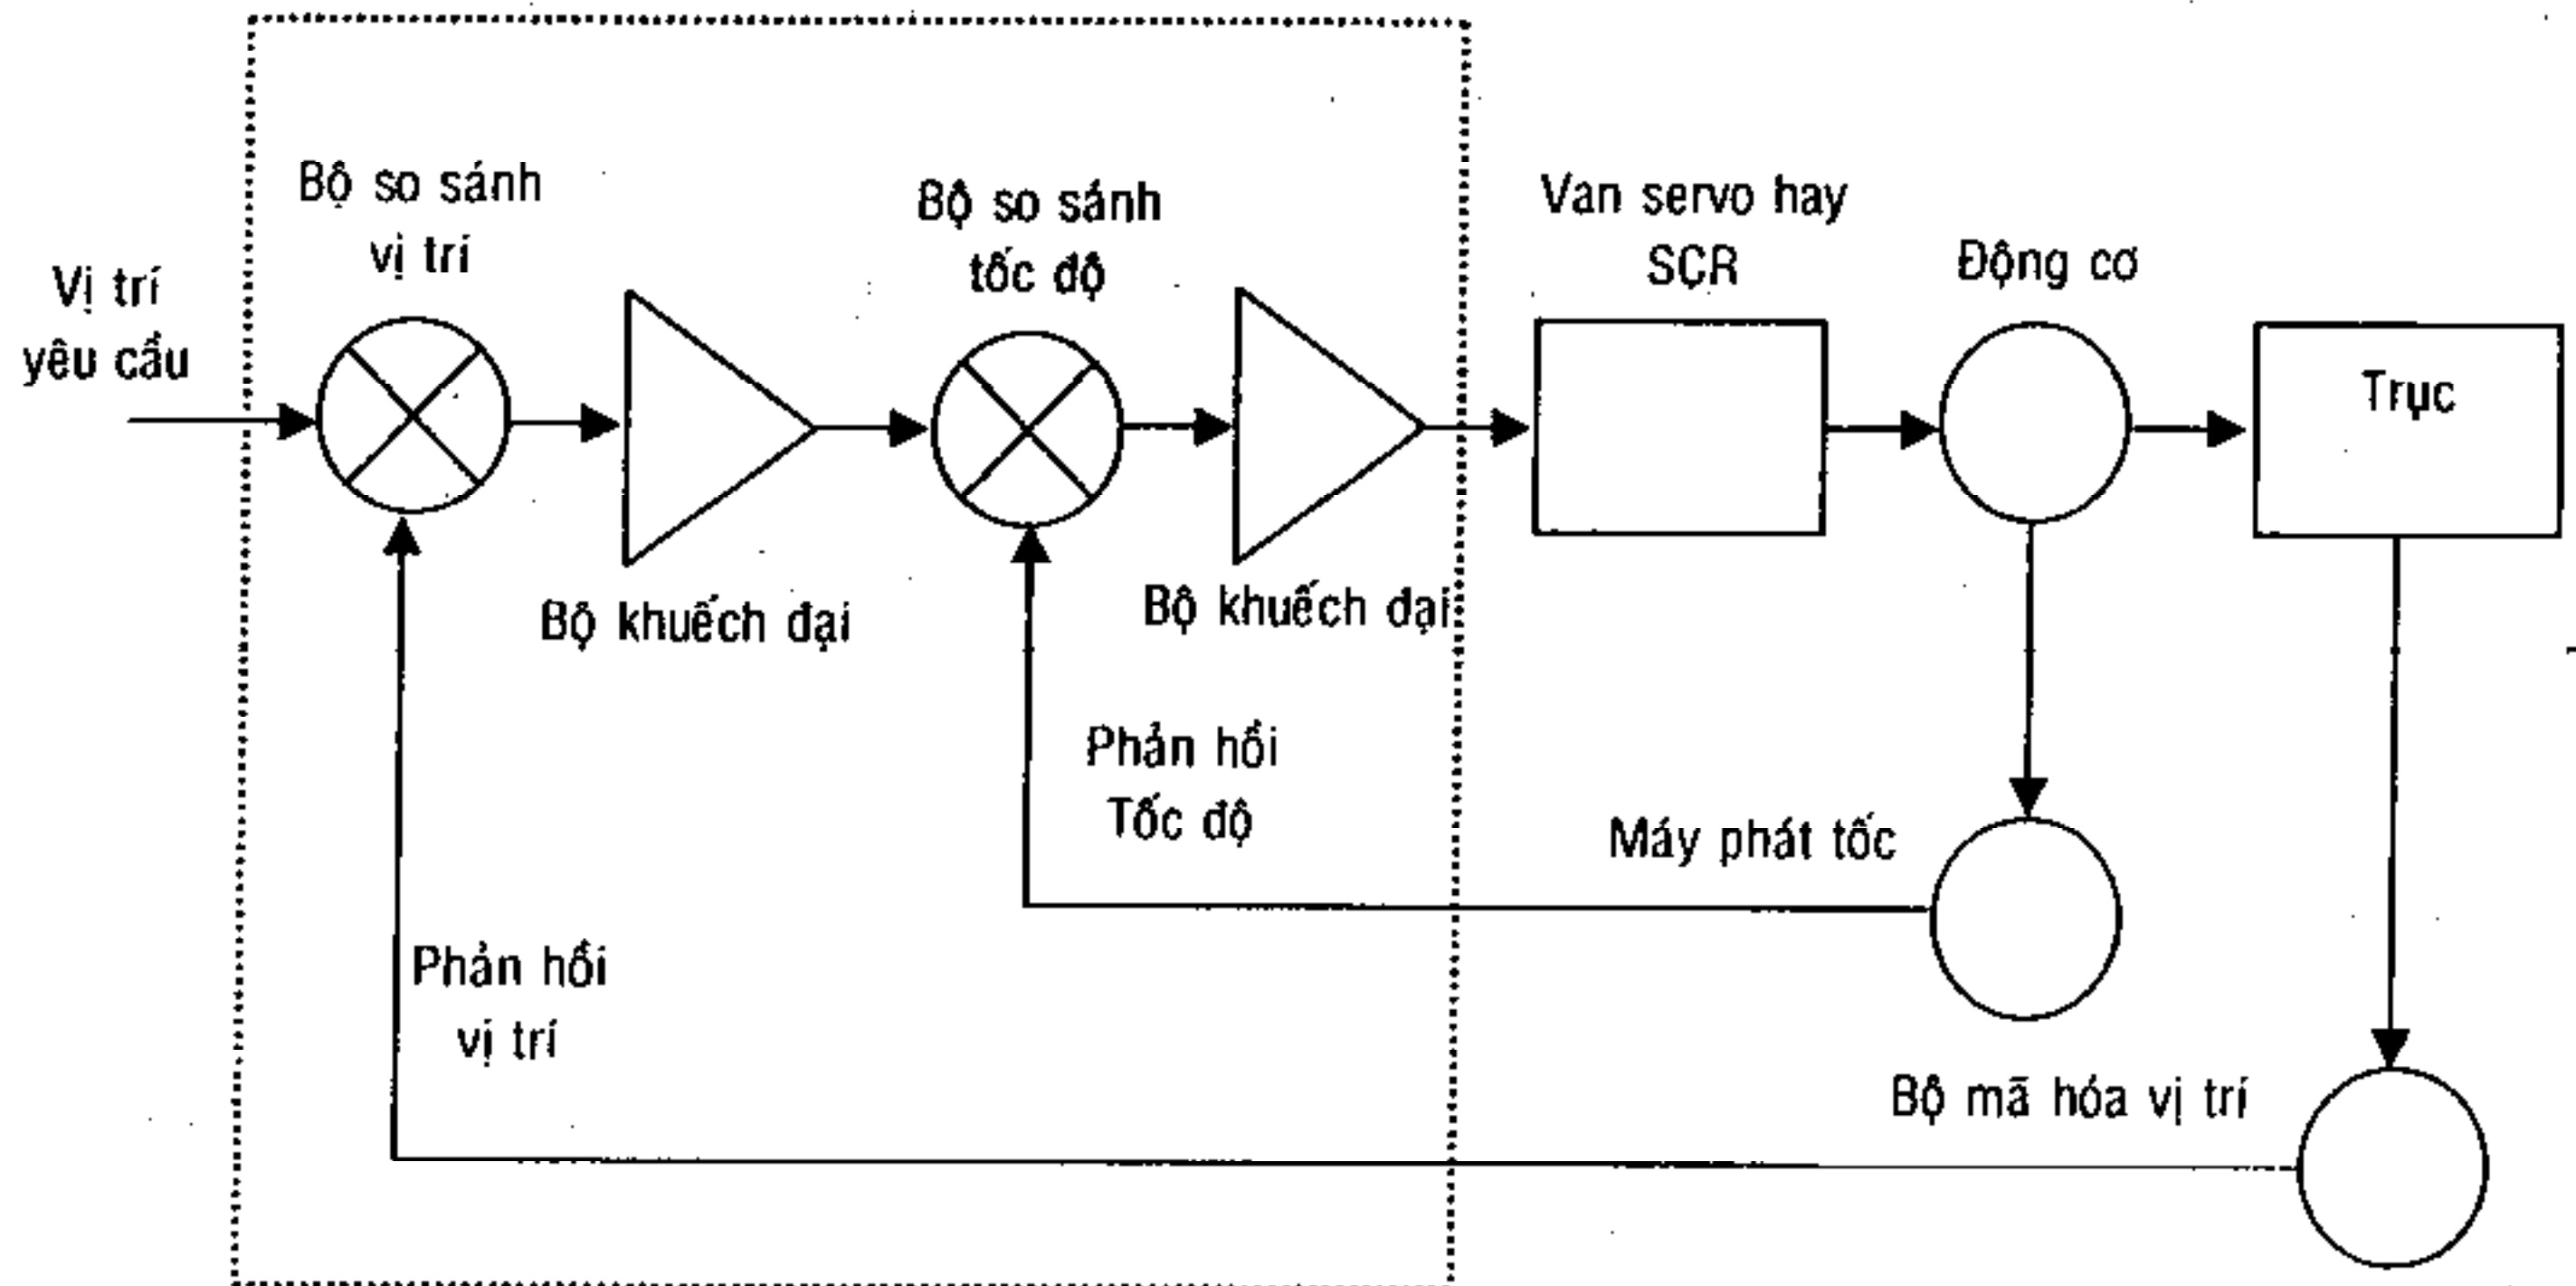 Bộ so sánh
vị trí
Bộ so sánh
tốc độ
Van servo hay
SCR
Động cơ
Vị trí
yêu cầu
Trục
Bộ khuếch đại
Bộ khuếch đại
Phản hồi
Tốc độ
Máy phát tốc
Phản hồi
vị trí
Bộ mã hóa vị trí